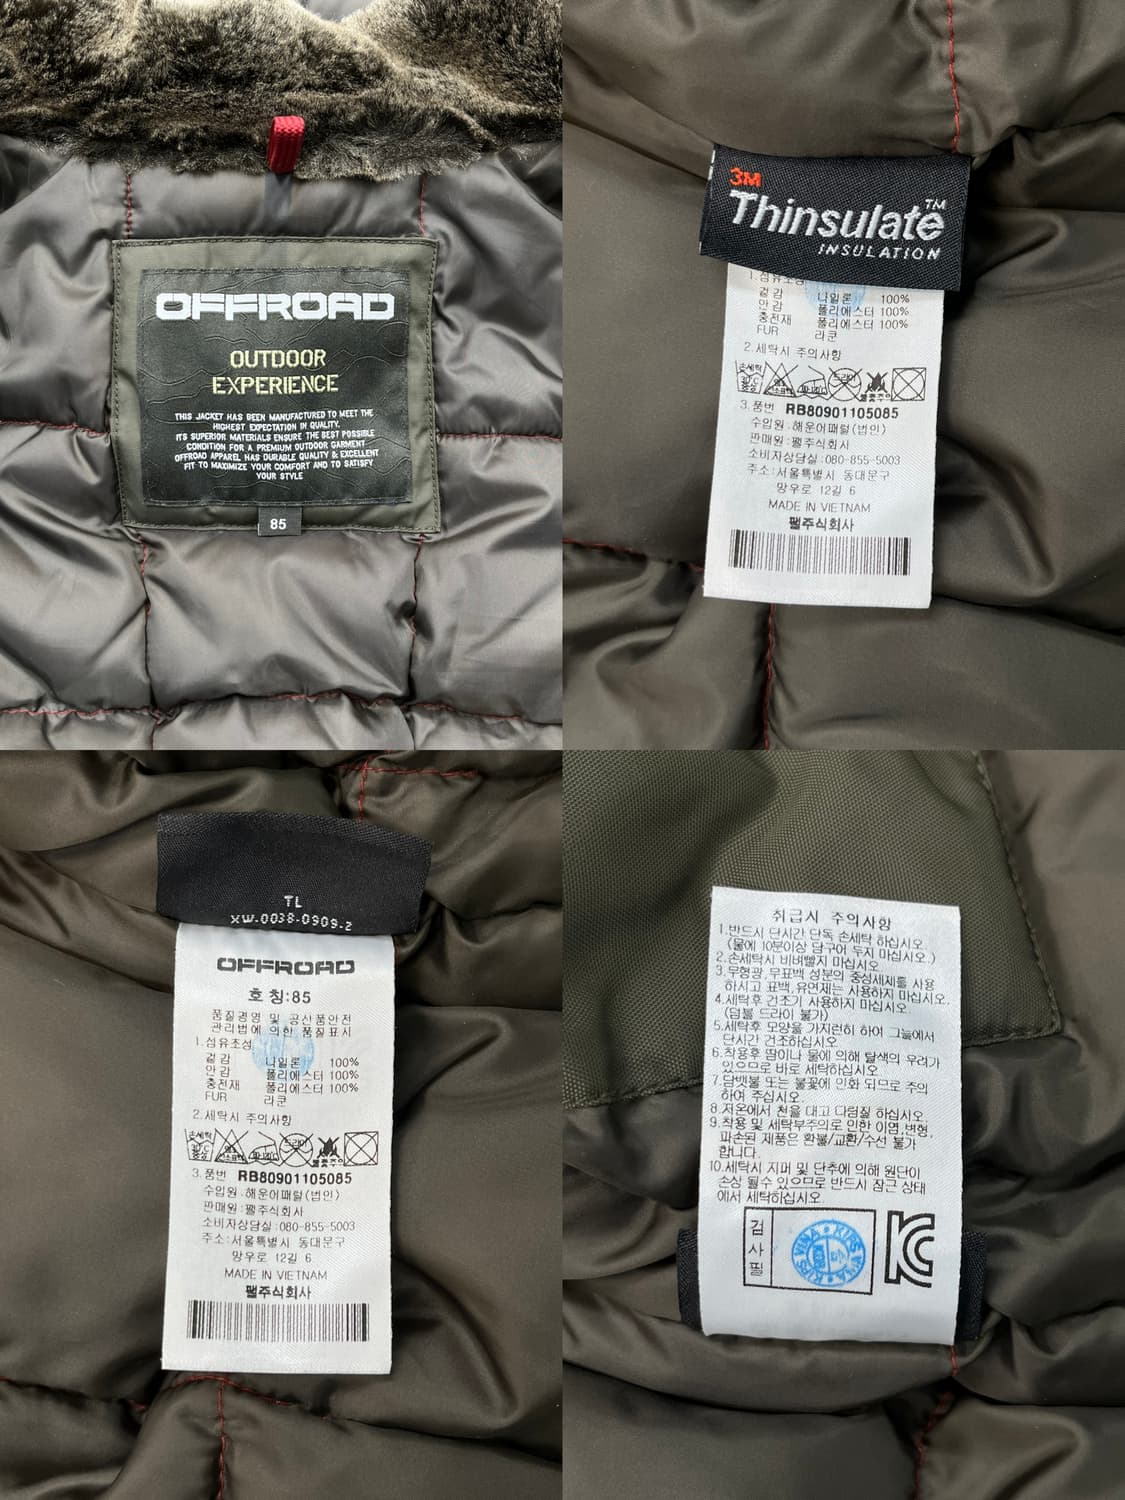 OFFROAD
OUTDOOR
EXPERIENCE
THIS JACKET HAS BEEN MANUFACTURED TO MEET THE
HIGHEST EXPECTATION IN QUALITY.
ITS SUPERIOR MATERIALS ENSURE THE BEST POSSIBLE
CONDITION FOR A PREMIUM OUTDOOR GARMENT
OFFROAD APPAREL HAS DURABLE QUALITY & EXCELLENT
FIT TO MAXIMIZE YOUR COMFORT AND TO SATISFY
YOUR STYLE
85
3M
Thinsulate™
INSULATION
1.섬유조성
겉감 나일론 100%
안감 폴리에스터 100%
충전재 폴리에스터 100%
FUR 라쿤
2.세탁시 주의사항
3.품번 RB80901105085
수입원:해운어패럴(법인)
판매원:팰주식회사
소비자상담실:080-855-5003
주소:서울특별시 동대문구
망우로 12길 6
MADE IN VIETNAM
팰주식회사
TL
XW-0038-0909-2
OFFROAD
호칭:85
품질경영 및 공산품안전
관리법에 의한 품질표시
1.섬유조성
겉감 나일론 100%
안감 폴리에스터 100%
충전재 폴리에스터 100%
FUR 라쿤
2.세탁시 주의사항
3.품번 RB80901105085
수입원:해운어패럴(법인)
판매원:팰주식회사
소비자상담실:080-855-5003
주소:서울특별시 동대문구
망우로 12길 6
MADE IN VIETNAM
팰주식회사
취급시 주의사항
1.반드시 단시간 단독 손세탁 하십시오.
(물에 10분이상 담구어 두지 마십시오.)
2.손세탁시 비벼빨지 마십시오
3.무형광,무표백 성분의 중성세제를 사용
하시고 표백,유연제는 사용하지 마십시오.
4.세탁후 건조기 사용하지 마십시오.
(덤블 드라이 불가)
5.세탁후 모양을 가지런히 하여 그늘에서
단시간 건조하십시오.
6.착용후 땀이나 물에 의해 탈색의 우려가
있으므로 바로 세탁하십시오.
7.담뱃불 또는 불꽃에 인화 되므로 주의
하여 주십시오.
8.저온에서 천을 대고 다림질 하십시오.
9.착용 및 세탁부주의로 인한 이염,변형,
파손된 제품은 환불/교환/수선 불가
합니다.
10.세탁시 지퍼 및 단추에 의해 원단이
손상 될수 있으므로 반드시 잠근 상태
에서 세탁하십시오.
검사필
KC